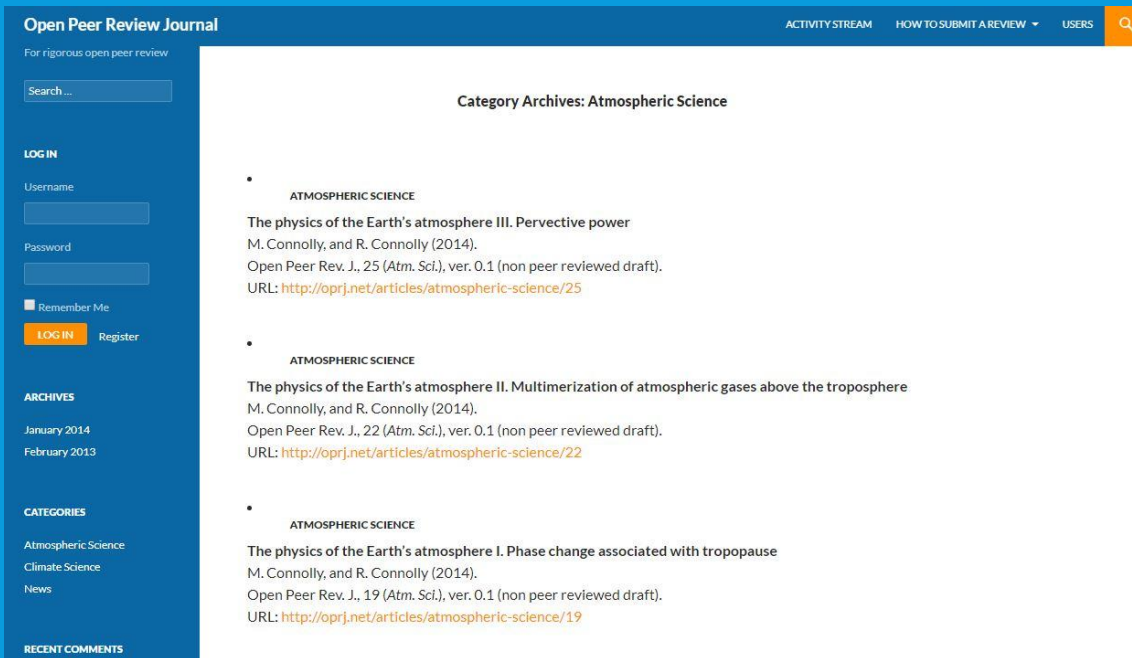 Open Peer Review Journal
ACTIVITY STREAM HOW TO SUBMIT A REVIEW USERS
For rigorous open peer review
Search ...
LOG IN
Username
Password
Remember Me
LOG IN Register
ARCHIVES
January 2014
February 2013
CATEGORIES
Atmospheric Science
Climate Science
News
RECENT COMMENTS
Category Archives: Atmospheric Science
ATMOSPHERIC SCIENCE
The physics of the Earth's atmosphere III. Pervective power
M. Connolly, and R. Connolly (2014).
Open Peer Rev. J., 25 (Atm. Sci.), ver. 0.1 (non peer reviewed draft).
URL: http://oprj.net/articles/atmospheric-science/25
ATMOSPHERIC SCIENCE
The physics of the Earth's atmosphere II. Multimerization of atmospheric gases above the troposphere
M. Connolly, and R. Connolly (2014).
Open Peer Rev. J., 22 (Atm. Sci.), ver. 0.1 (non peer reviewed draft).
URL: http://oprj.net/articles/atmospheric-science/22
ATMOSPHERIC SCIENCE
The physics of the Earth's atmosphere I. Phase change associated with tropopause
M. Connolly, and R. Connolly (2014).
Open Peer Rev. J., 19 (Atm. Sci.), ver. 0.1 (non peer reviewed draft).
URL: http://oprj.net/articles/atmospheric-science/19